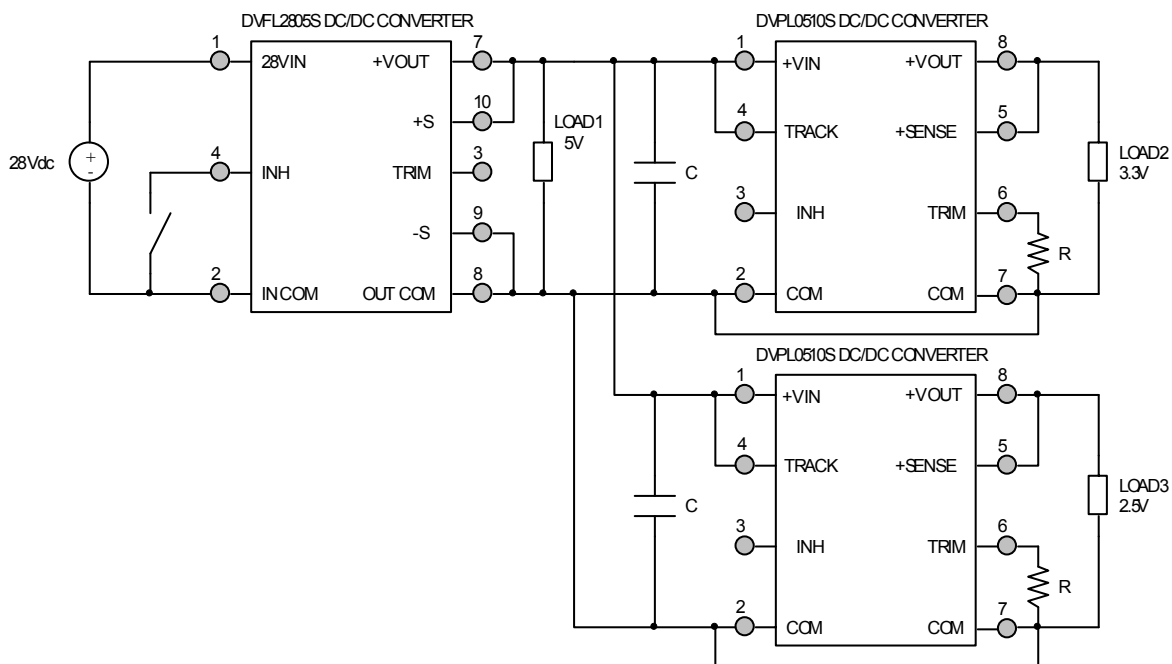 DVFL2805S DC/DC CONVERTER
DVPL0510S DC/DC CONVERTER
1
28VIN
+VOUT
7
10
+S
LOAD1
5V
28Vdc
+
-
4
INH
TRIM
3
9
-S
2
IN COM
OUT COM
8
C
1
+VIN
+VOUT
8
4
TRACK
+SENSE
5
LOAD2
3.3V
3
INH
TRIM
6
R
2
COM
COM
7
DVPL0510S DC/DC CONVERTER
C
1
+VIN
+VOUT
8
4
TRACK
+SENSE
5
LOAD3
2.5V
3
INH
TRIM
6
R
2
COM
COM
7